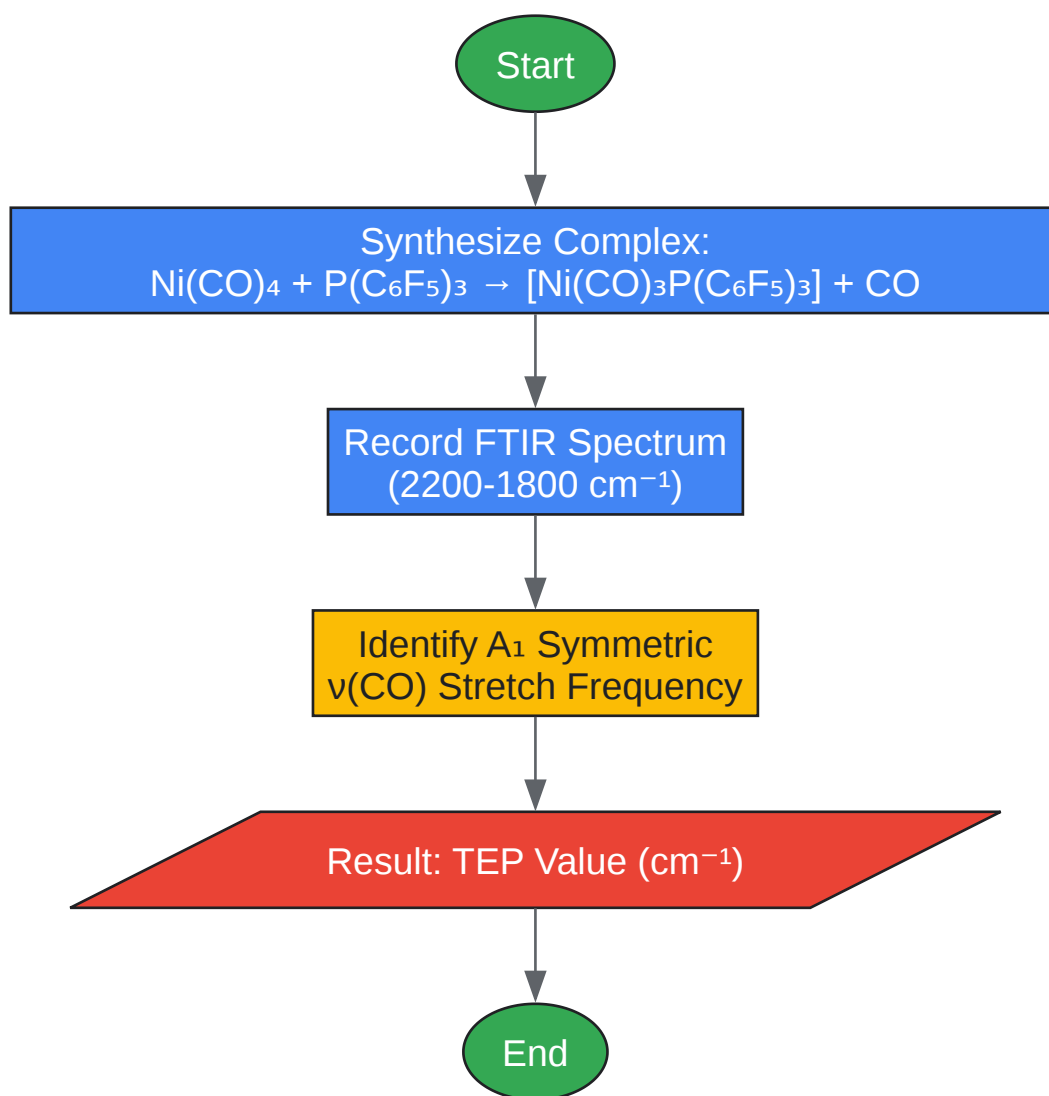 Start
Synthesize Complex:
Ni(CO)₄ + P(C₆F₅)₃ → [Ni(CO)₃P(C₆F₅)₃] + CO
Record FTIR Spectrum
(2200-1800 cm⁻¹)
Identify A₁ Symmetric
ν(CO) Stretch Frequency
Result: TEP Value (cm⁻¹)
End